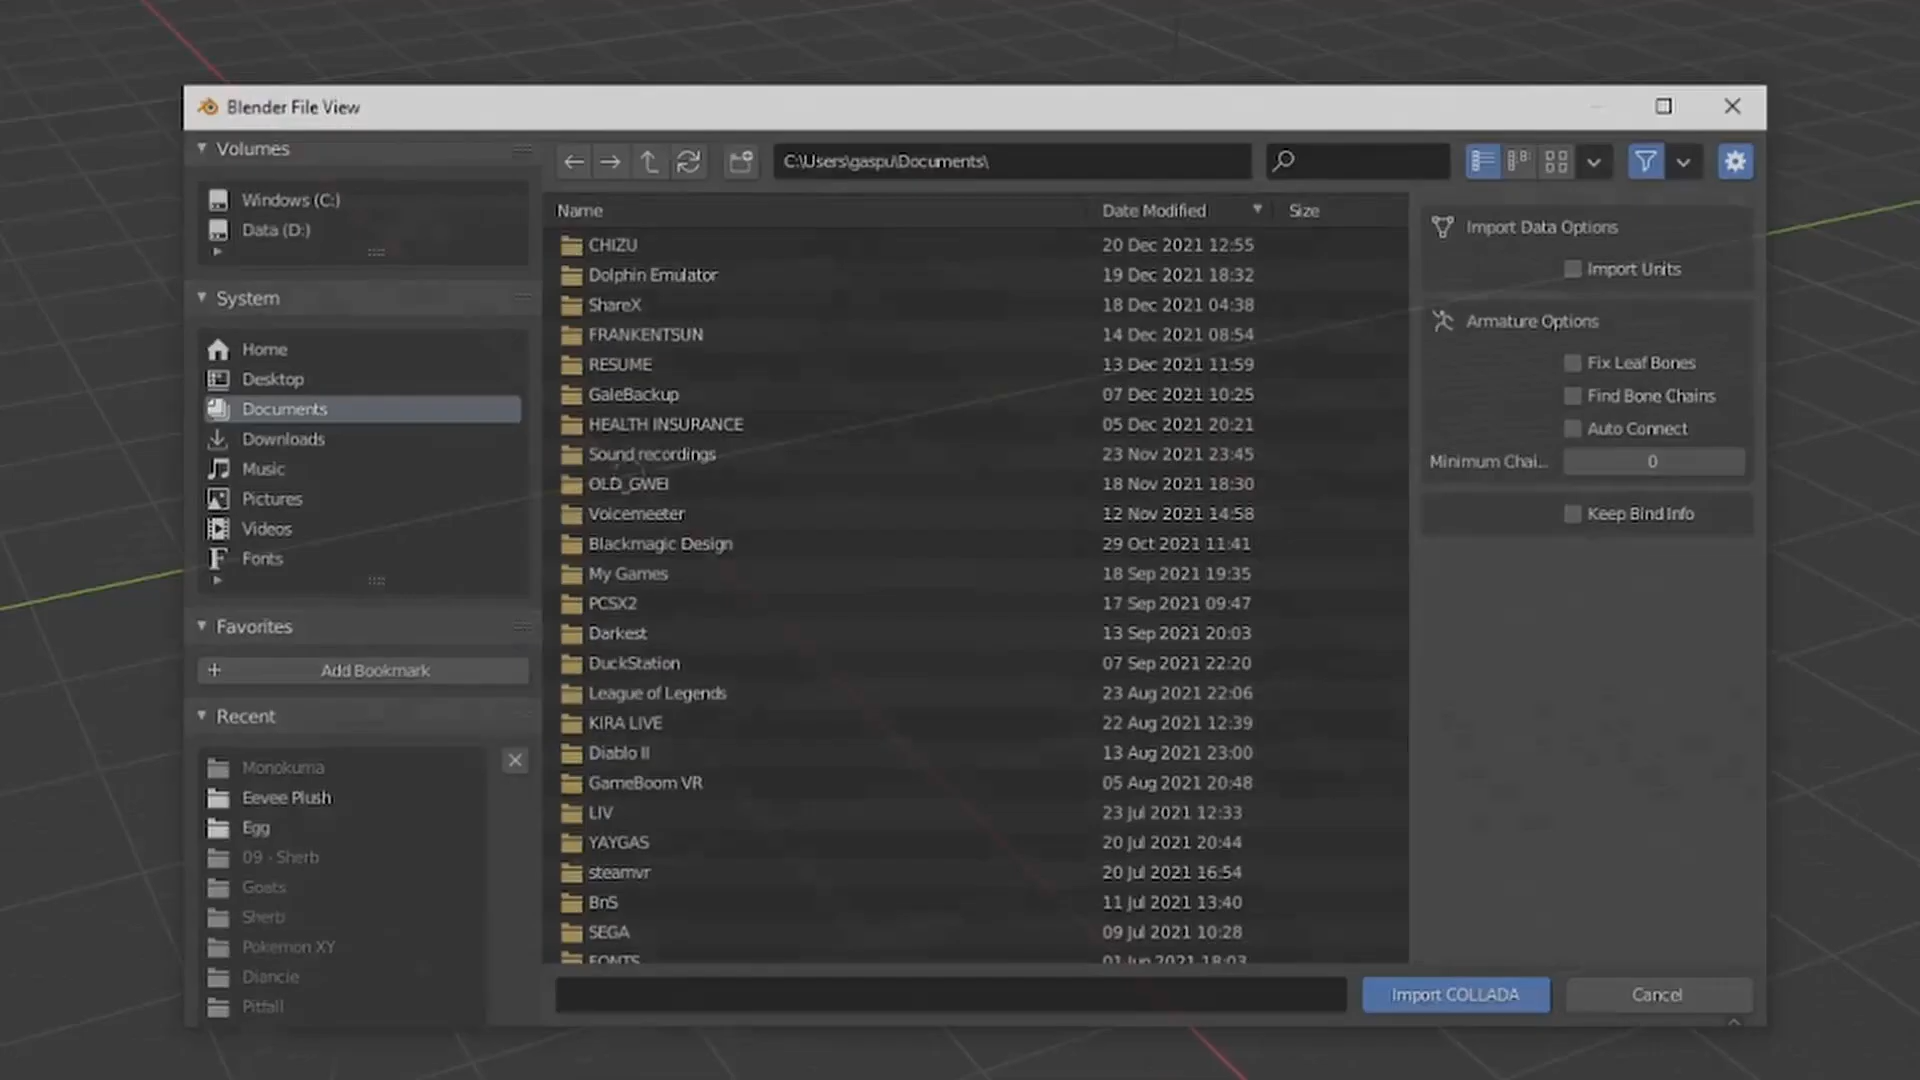 Blender File View
Volumes
Windows (C:)
Data (D:)
System
Home
Desktop
Documents
Downloads
Music
Pictures
Videos
Fonts
Favorites
Add Bookmark
Recent
Monokuma
Eevee Plush
Egg
09 - Sherb
Goats
Sherb
Pokemon XY
Diancie
Pitfall
C:\Users\gaspu\Documents\
Name Date Modified Size
CHIZU 20 Dec 2021 12:55
Dolphin Emulator 19 Dec 2021 18:32
ShareX 18 Dec 2021 04:38
FRANKENTSUN 14 Dec 2021 08:54
RESUME 13 Dec 2021 11:59
GaleBackup 07 Dec 2021 10:25
HEALTH INSURANCE 05 Dec 2021 20:21
Sound recordings 23 Nov 2021 23:45
OLD_GWEI 18 Nov 2021 18:30
Voicemeeter 12 Nov 2021 14:58
Blackmagic Design 29 Oct 2021 11:41
My Games 18 Sep 2021 19:35
PCSX2 17 Sep 2021 09:47
Darkest 13 Sep 2021 20:03
DuckStation 07 Sep 2021 22:20
League of Legends 23 Aug 2021 22:06
KIRA LIVE 22 Aug 2021 12:39
Diablo II 13 Aug 2021 23:00
GameBoom VR 05 Aug 2021 20:48
LIV 23 Jul 2021 12:33
YAYGAS 20 Jul 2021 20:44
steamvr 20 Jul 2021 16:54
BnS 11 Jul 2021 13:40
SEGA 09 Jul 2021 10:28
FONTS 01 Jun 2021 18:03
Import Data Options
Import Units
Armature Options
Fix Leaf Bones
Find Bone Chains
Auto Connect
Minimum Chai... 0
Keep Bind Info
Import COLLADA
Cancel